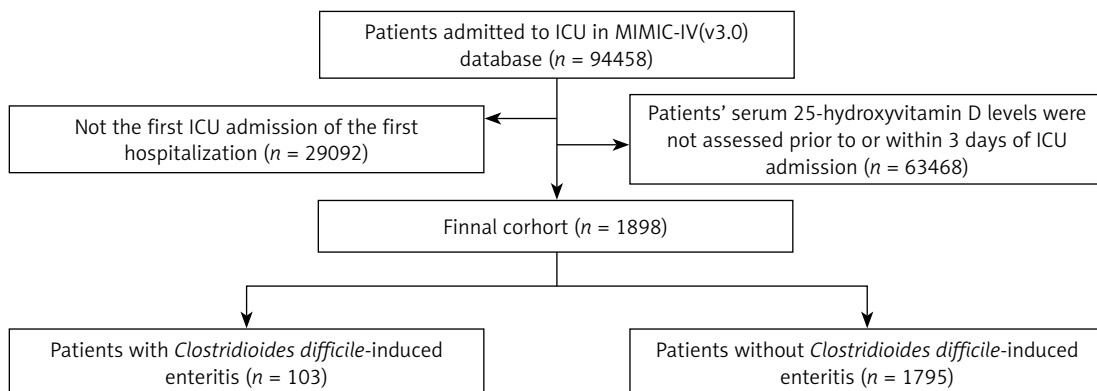 Patients admitted to ICU in MIMIC-IV(v3.0)
database (n = 94458)
Not the first ICU admission of the first
hospitalization (n = 29092)
Patients’ serum 25-hydroxyvitamin D levels were
not assessed prior to or within 3 days of ICU
admission (n = 63468)
Finnal corhort (n = 1898)
Patients with Clostridioides difficile-induced
enteritis (n = 103)
Patients without Clostridioides difficile-induced
enteritis (n = 1795)